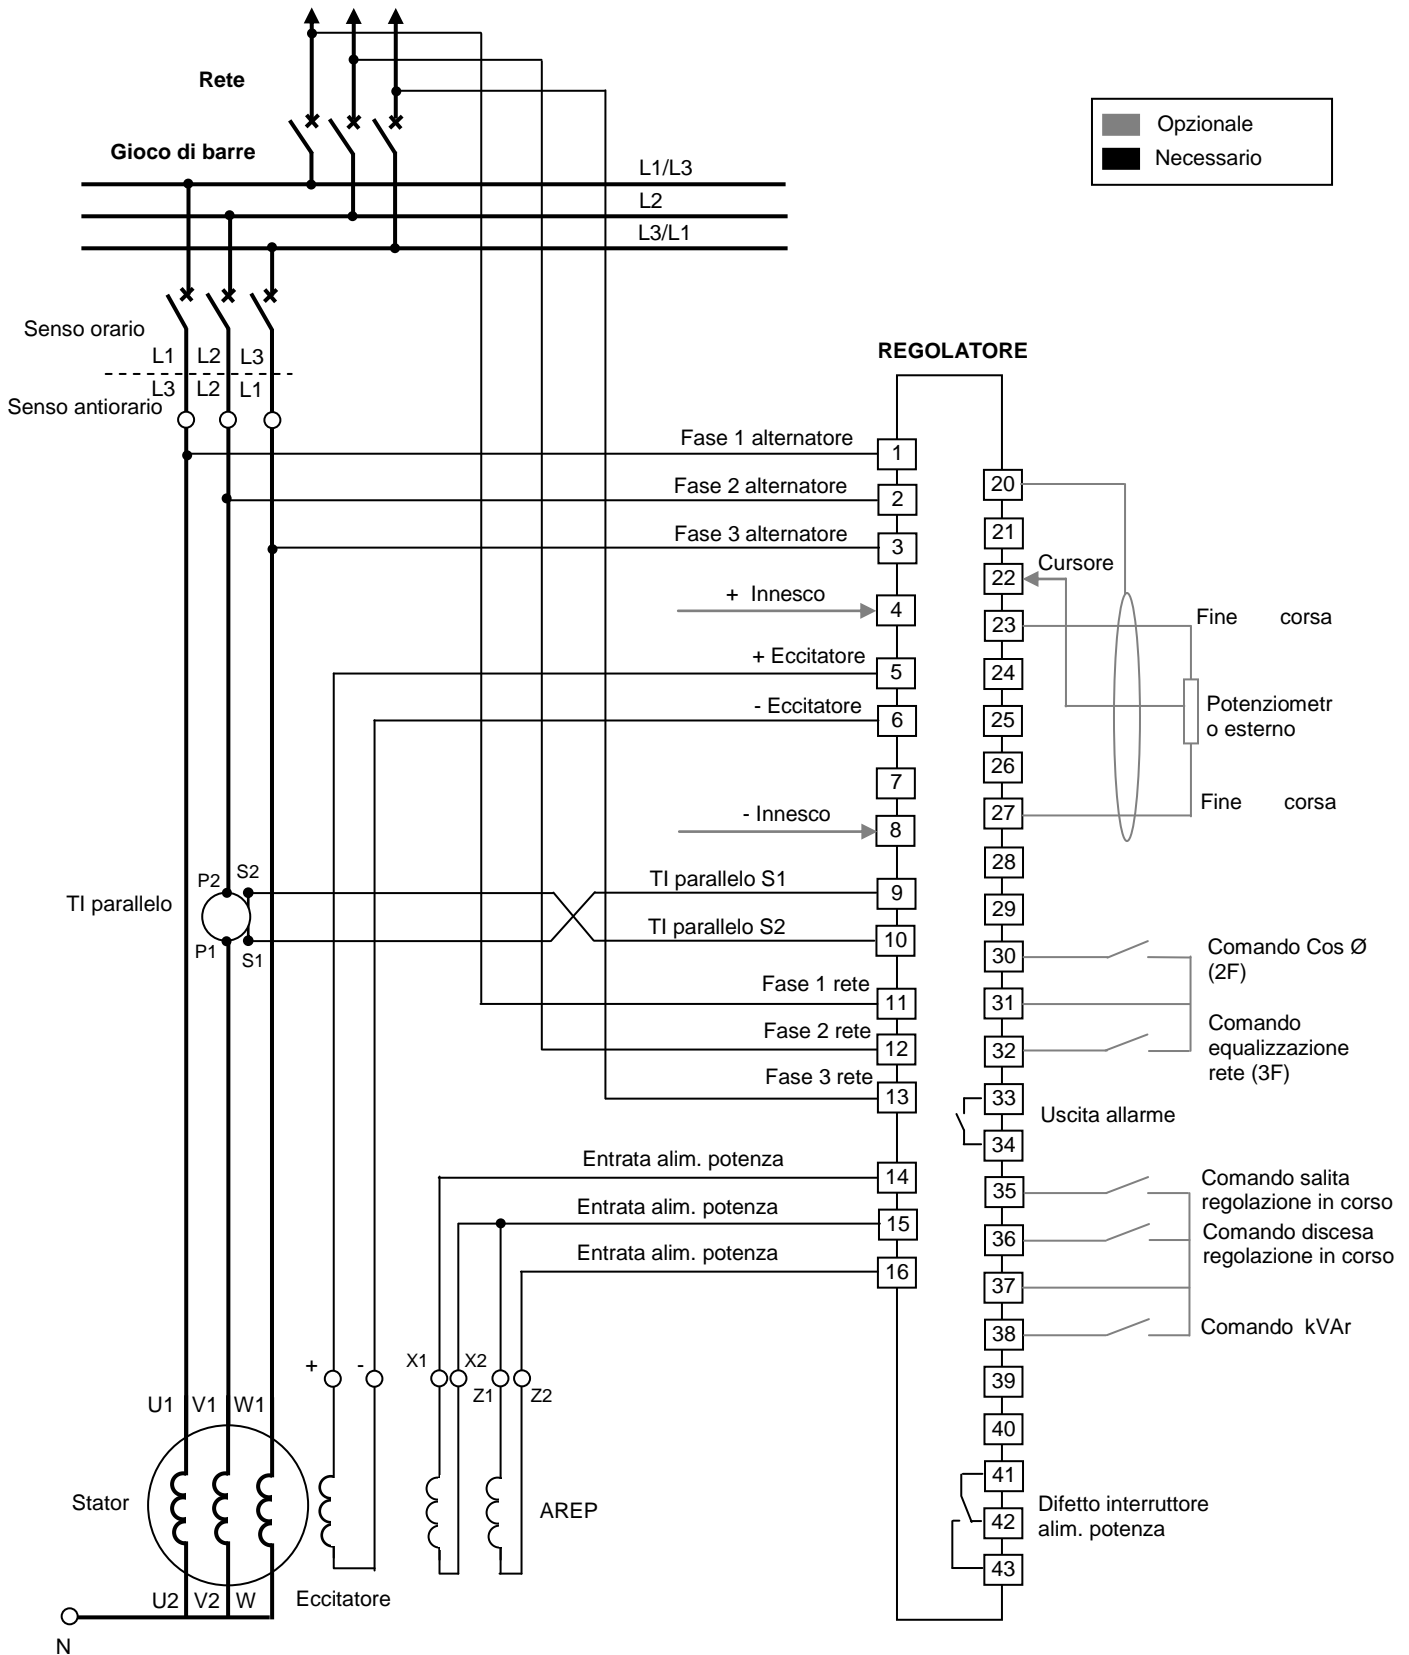 Rete
Opzionale
Necessario
Gioco di barre
L1/L3
L2
L3/L1
Senso orario
L1 L2 L3
L3 L2 L1
Senso antiorario
REGOLATORE
Fase 1 alternatore
1
Fase 2 alternatore
2
Fase 3 alternatore
3
+ Innesco
4
+ Eccitatore
5
- Eccitatore
6
7
- Innesco
8
TI parallelo
P2 S2
P1 S1
TI parallelo S1
9
TI parallelo S2
10
Fase 1 rete
11
Fase 2 rete
12
Fase 3 rete
13
Entrata alim. potenza
14
Entrata alim. potenza
15
Entrata alim. potenza
16
20
21
Cursore
22
23
Fine corsa
24
Potenziometr
o esterno
25
26
27
Fine corsa
28
29
30
Comando Cos Ø
(2F)
31
32
Comando
equalizzazione
rete (3F)
33
Uscita allarme
34
35
Comando salita
regolazione in corso
36
Comando discesa
regolazione in corso
37
38
Comando kVAr
39
40
41
42
Difetto interruttore
alim. potenza
43
+ - X1 X2
Z1 Z2
U1 V1 W1
Stator
AREP
U2 V2 W
Eccitatore
N